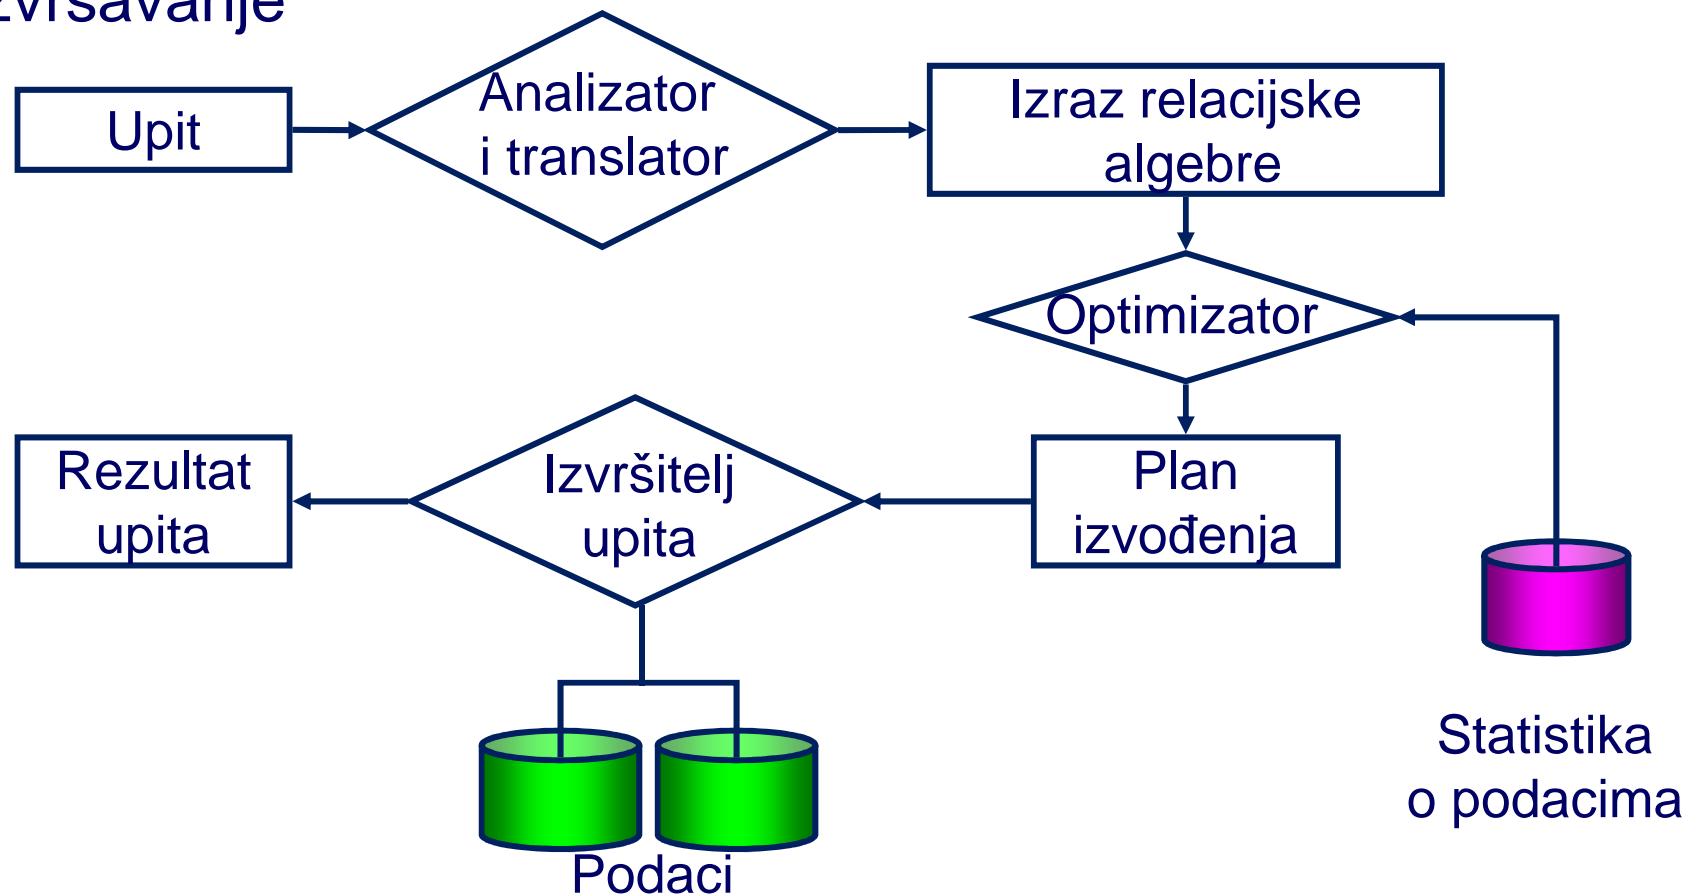 Upit
Analizator
i translator
Izraz relacijske
algebre
Optimizator
Rezultat
upita
Izvršitelj
upita
Plan
izvođenja
Statistika
o podacima
Podaci